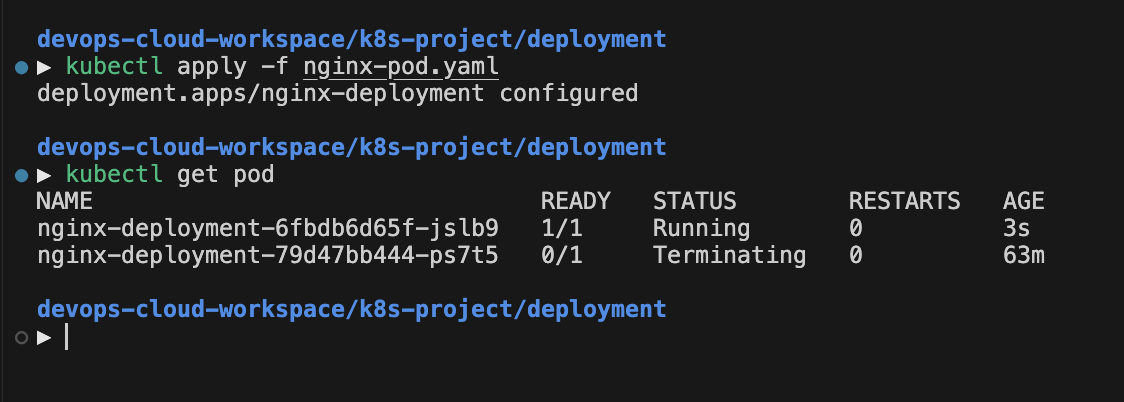 devops-cloud-workspace/k8s-project/deployment
▶ kubectl apply -f nginx-pod.yaml
deployment.apps/nginx-deployment configured
devops-cloud-workspace/k8s-project/deployment
▶ kubectl get pod
NAME READY STATUS RESTARTS AGE
nginx-deployment-6fbdb6d65f-jslb9 1/1 Running 0 3s
nginx-deployment-79d47bb444-ps7t5 0/1 Terminating 0 63m
devops-cloud-workspace/k8s-project/deployment
▶